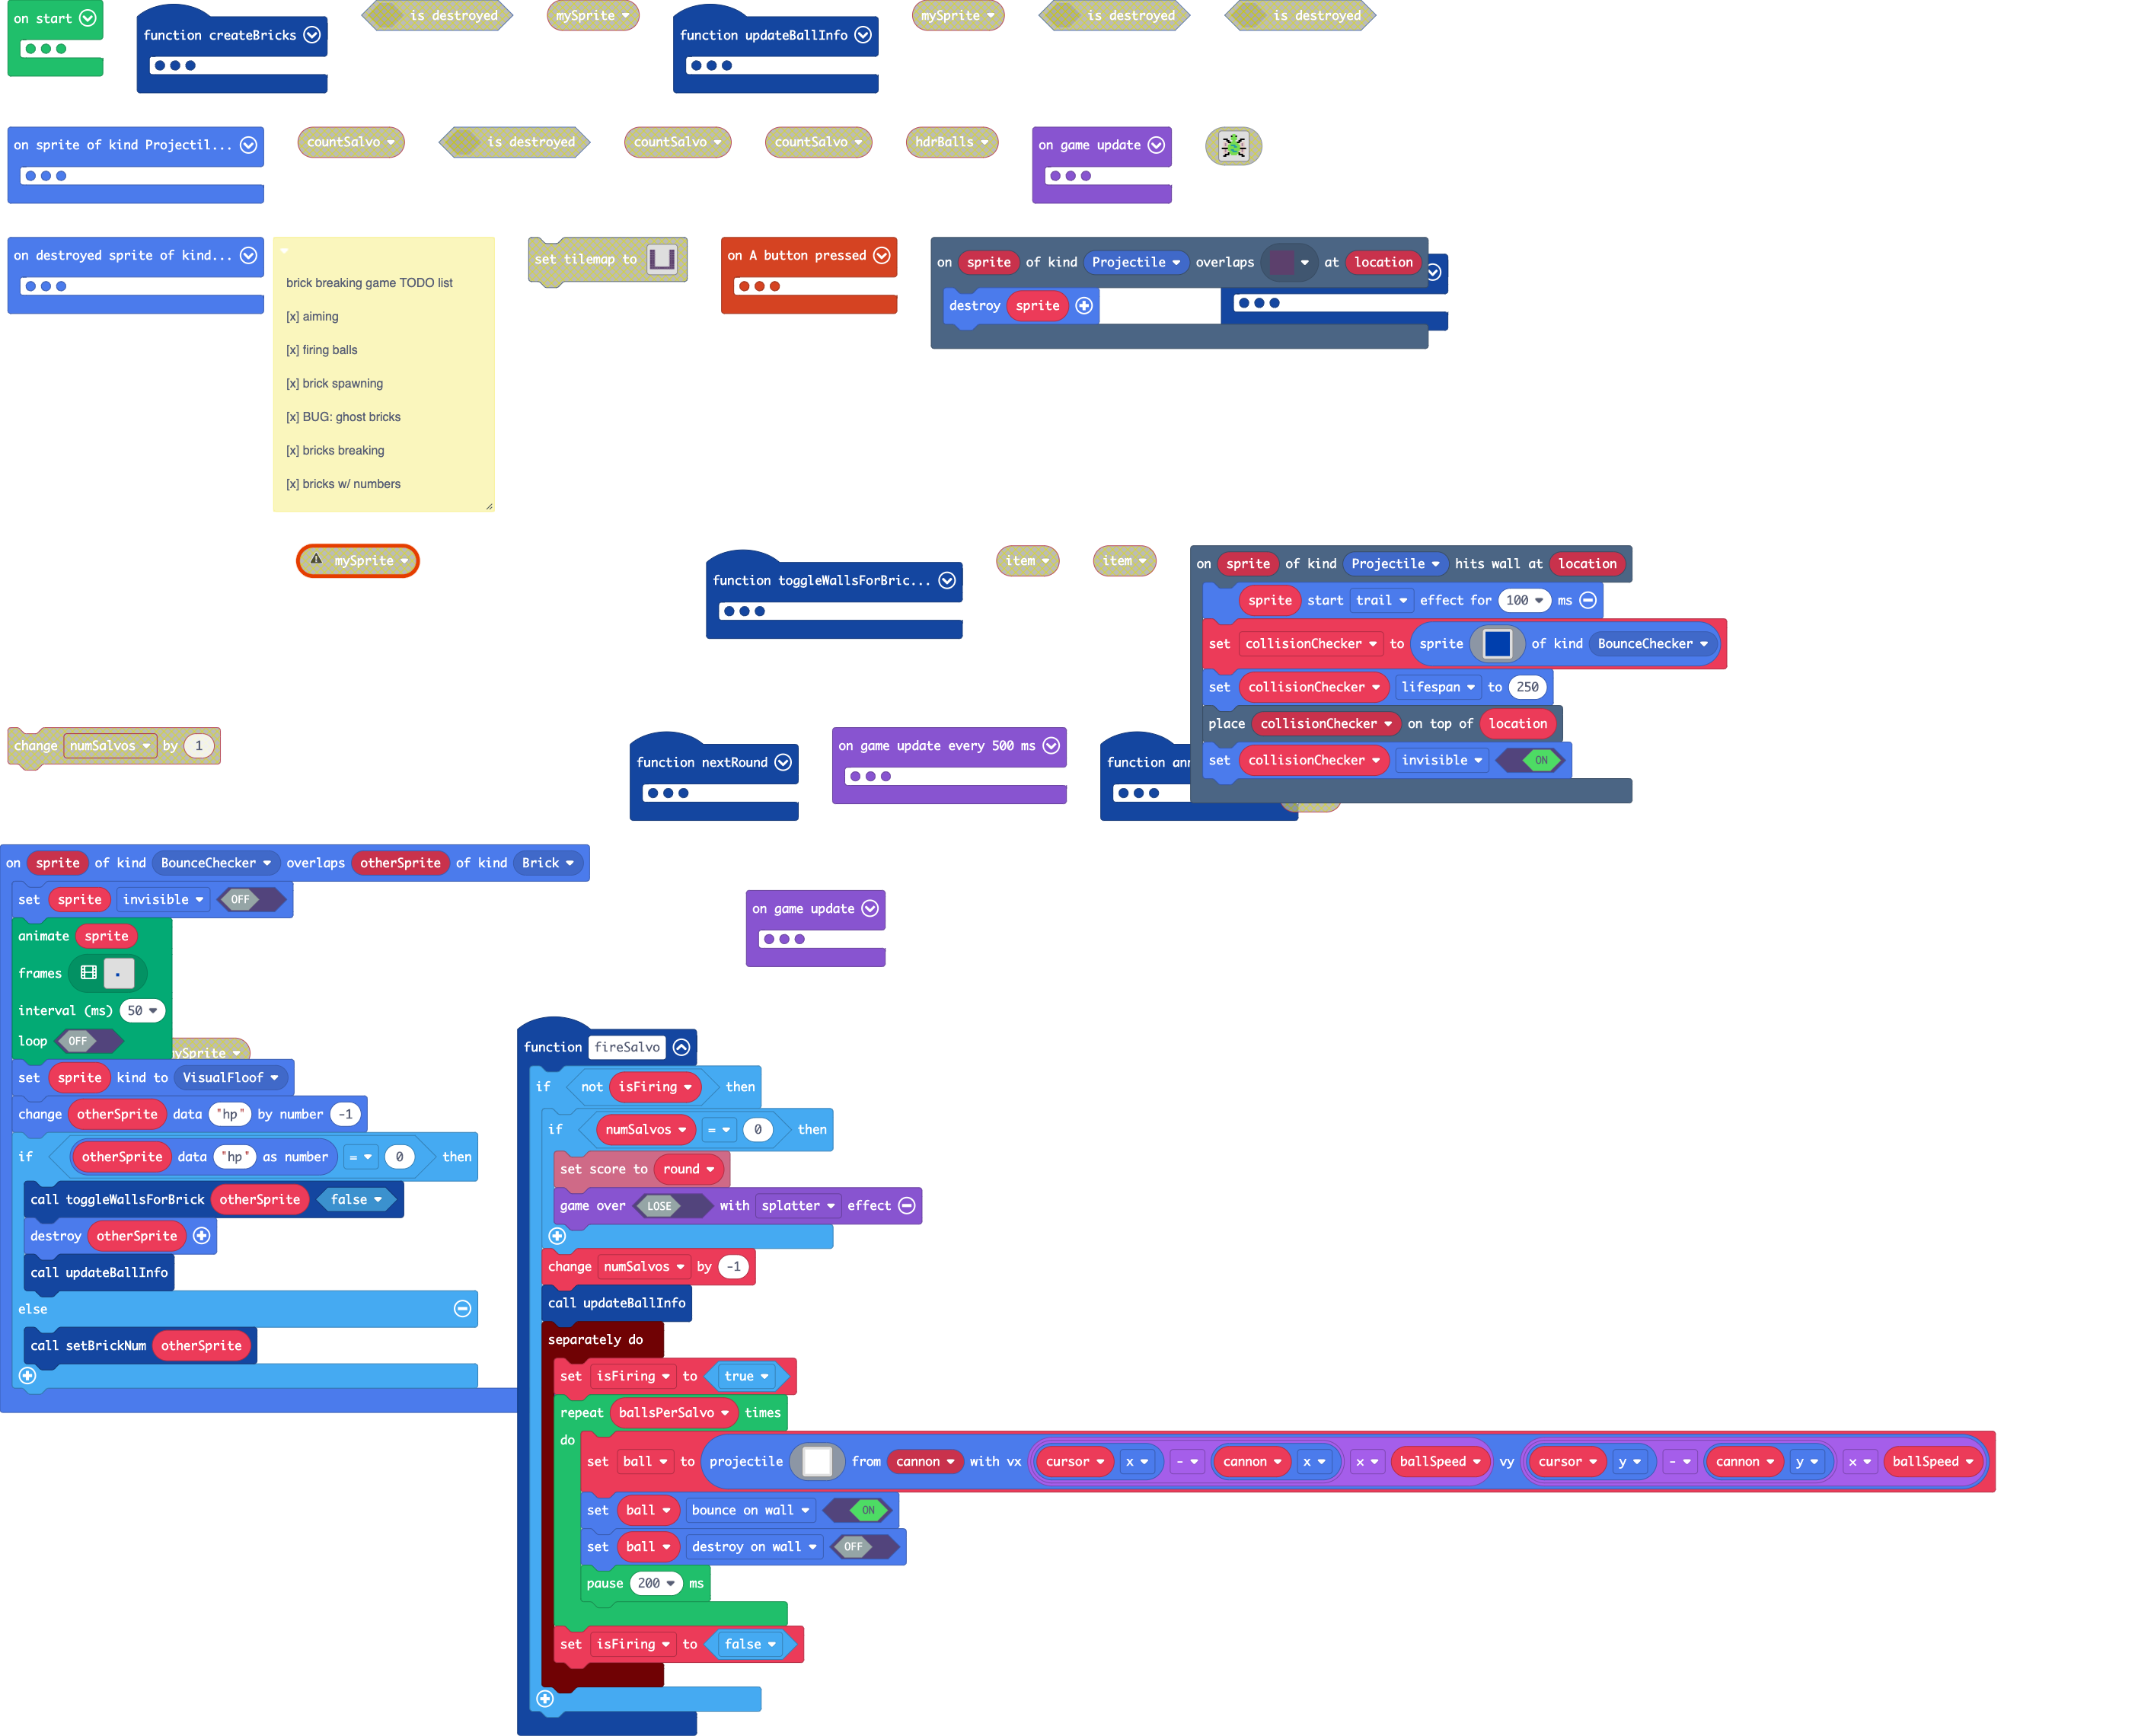 on start
function createBricks
is destroyed
mySprite
function updateBallInfo
mySprite
is destroyed
is destroyed
on sprite of kind Projectil...
countSalvo
is destroyed
countSalvo
countSalvo
hdrBalls
on game update
on destroyed sprite of kind...
brick breaking game TODO list
[x] aiming
[x] firing balls
[x] brick spawning
[x] BUG: ghost bricks
[x] bricks breaking
[x] bricks w/ numbers
set tilemap to
on A button pressed
on sprite of kind Projectile overlaps at location
destroy sprite
mySprite
function toggleWallsForBric...
item
item
on sprite of kind Projectile hits wall at location
sprite start trail effect for 100 ms
set collisionChecker to sprite of kind BounceChecker
set collisionChecker lifespan to 250
place collisionChecker on top of location
set collisionChecker invisible ON
change numSalvos by 1
function nextRound
on game update every 500 ms
function
on sprite of kind BounceChecker overlaps otherSprite of kind Brick
set sprite invisible OFF
animate sprite
frames
interval (ms) 50
loop OFF
mySprite
set sprite kind to VisualFloof
change otherSprite data "hp" by number -1
if otherSprite data "hp" as number = 0 then
call toggleWallsForBrick otherSprite false
destroy otherSprite
call updateBallInfo
else
call setBrickNum otherSprite
on game update
function fireSalvo
if not isFiring then
if numSalvos = 0 then
set score to round
game over LOSE with splatter effect
change numSalvos by -1
call updateBallInfo
separately do
set isFiring to true
repeat ballsPerSalvo times
do
set ball to projectile from cannon with vx cursor x - cannon x x ballSpeed vy cursor y - cannon y x ballSpeed
set ball bounce on wall ON
set ball destroy on wall OFF
pause 200 ms
set isFiring to false